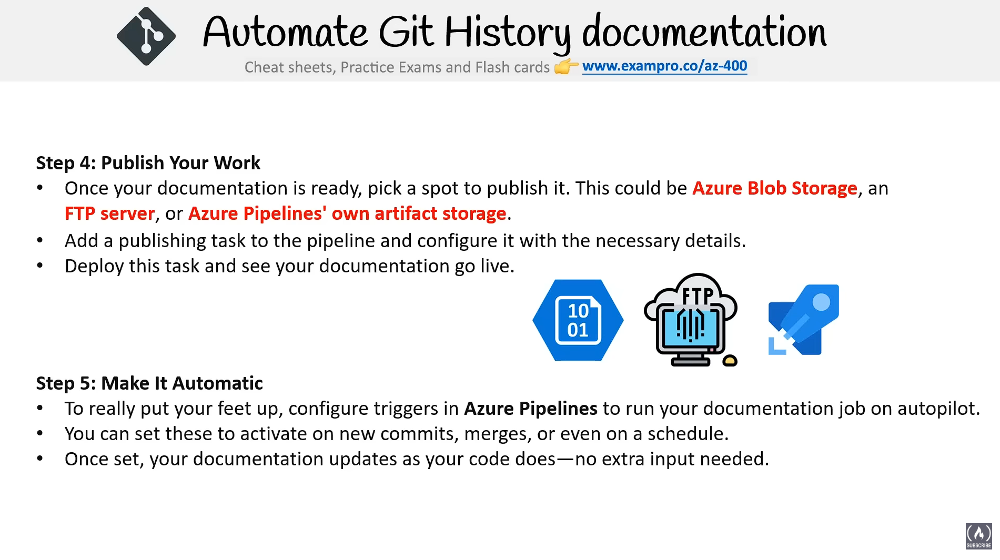 Automate Git History documentation
Cheat sheets, Practice Exams and Flash cards 👉 www.exampro.co/az-400
Step 4: Publish Your Work
• Once your documentation is ready, pick a spot to publish it. This could be Azure Blob Storage, an
FTP server, or Azure Pipelines' own artifact storage.
• Add a publishing task to the pipeline and configure it with the necessary details.
• Deploy this task and see your documentation go live.
10
01
FTP
Step 5: Make It Automatic
• To really put your feet up, configure triggers in Azure Pipelines to run your documentation job on autopilot.
• You can set these to activate on new commits, merges, or even on a schedule.
• Once set, your documentation updates as your code does—no extra input needed.
SUBSCRIBE